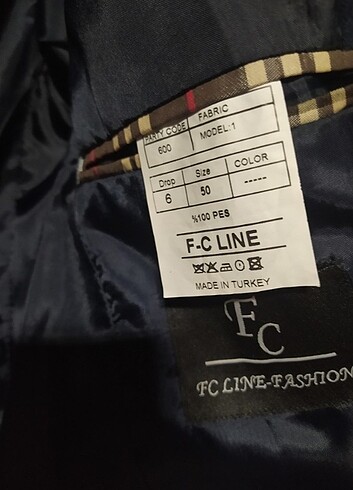 PARTY CODE FABRIC
600 MODEL:1
Drop Size COLOR
6 50 -----
%100 PES
F-C LINE
MADE IN TURKEY
FC
FC LINE-FASHION